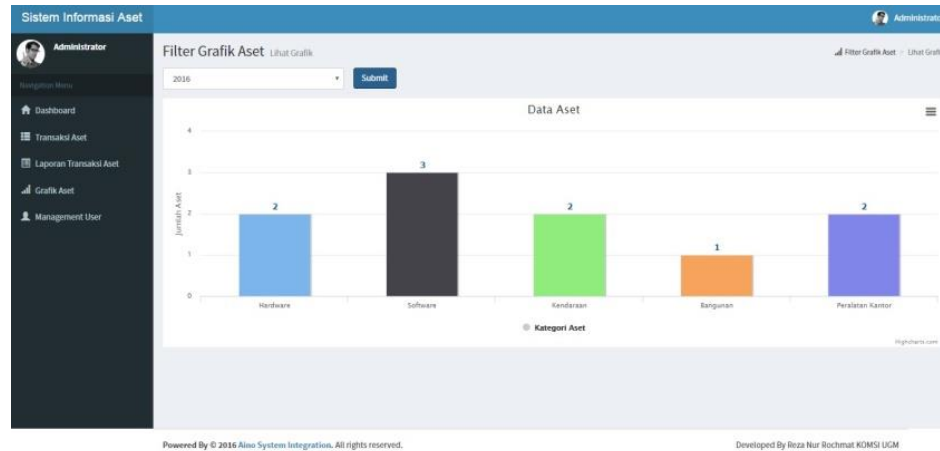 Sistem Informasi Aset
Administrato
Administrator
Navigation Menu
Dashboard
Transaksi Aset
Laporan Transaksi Aset
Grafik Aset
Management User
Filter Grafik Aset Lihat Grafik
Filter Grafik Aset > Lihat Grafi
2016
Submit
Data Aset
Jumlah Aset
4
3
2
1
0
2
3
2
1
2
Hardware
Software
Kendaraan
Bangunan
Peralatan Kantor
Kategori Aset
Highcharts.com
Powered By © 2016 Aino System Integration. All rights reserved.
Developed By Reza Nur Rochmat KOMSI UGM